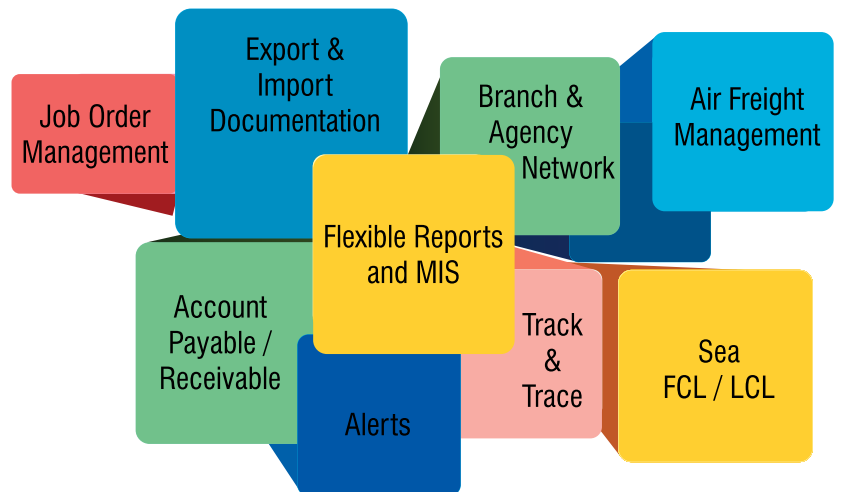 Job Order
Management
Export &
Import
Documentation
Branch &
Agency
Network
Air Freight
Management
Flexible Reports
and MIS
Account
Payable /
Receivable
Alerts
Track
&
Trace
Sea
FCL / LCL